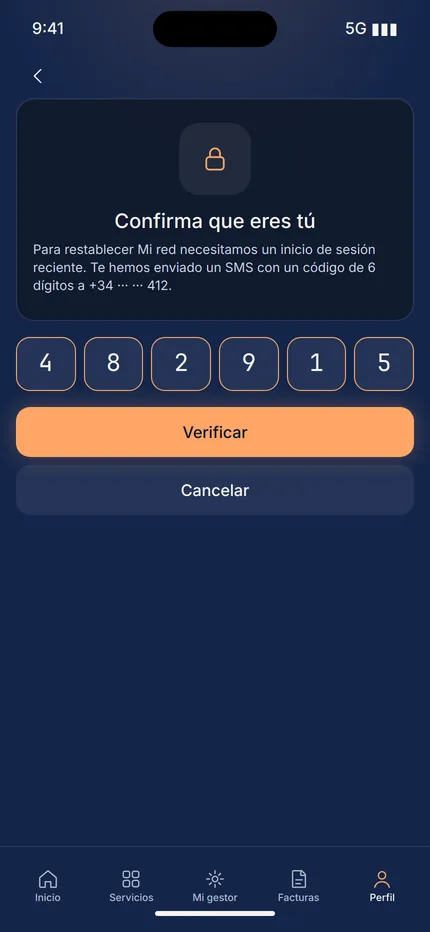 9:41
5G
Confirma que eres tú
Para restablecer Mi red necesitamos un inicio de sesión
reciente. Te hemos enviado un SMS con un código de 6
dígitos a +34 ··· ··· 412.
4 8 2 9 1 5
Verificar
Cancelar
Inicio Servicios Mi gestor Facturas Perfil